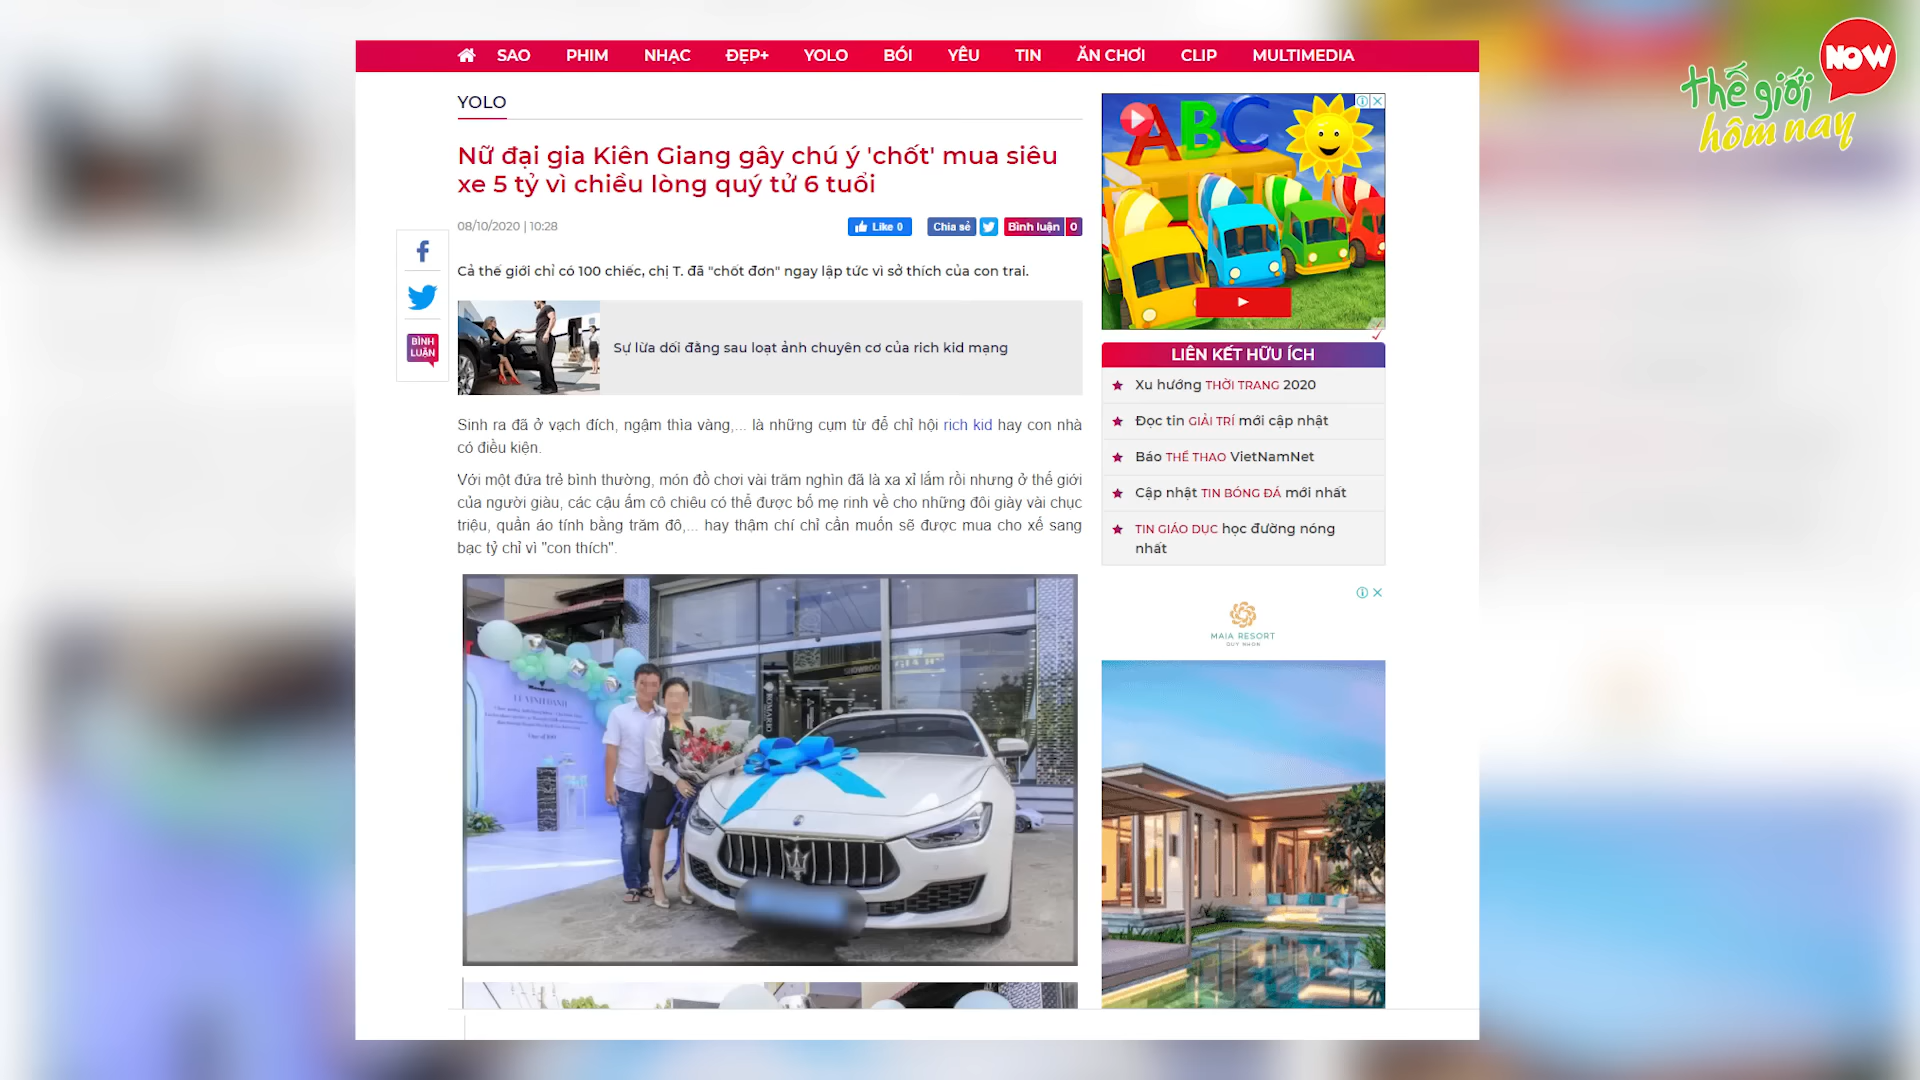 SAO PHIM NHẠC ĐẸP+ YOLO BÓI YÊU TIN ĂN CHƠI CLIP MULTIMEDIA
NOW
thế giới
hôm nay
YOLO
Nữ đại gia Kiên Giang gây chú ý 'chốt' mua siêu
xe 5 tỷ vì chiều lòng quý tử 6 tuổi
08/10/2020 | 10:28
Like 0
Chia sẻ
Bình luận 0
BÌNH
LUẬN
Cả thế giới chỉ có 100 chiếc, chị T. đã "chốt đơn" ngay lập tức vì sở thích của con trai.
Sự lừa dối đằng sau loạt ảnh chuyên cơ của rich kid mạng
Sinh ra đã ở vạch đích, ngậm thìa vàng,... là những cụm từ để chỉ hội rich kid hay con nhà
có điều kiện.
Với một đứa trẻ bình thường, món đồ chơi vài trăm nghìn đã là xa xỉ lắm rồi nhưng ở thế giới
của người giàu, các cậu ấm cô chiêu có thể được bố mẹ rinh về cho những đôi giày vài chục
triệu, quần áo tính bằng trăm đô,... hay thậm chí chỉ cần muốn sẽ được mua cho xế sang
bạc tỷ chỉ vì "con thích".
LỄ VINH DANH
ABC
LIÊN KẾT HỮU ÍCH
Xu hướng THỜI TRANG 2020
Đọc tin GIẢI TRÍ mới cập nhật
Báo THỂ THAO VietNamNet
Cập nhật TIN BÓNG ĐÁ mới nhất
TIN GIÁO DỤC học đường nóng
nhất
MAIA RESORT
QUY NHON